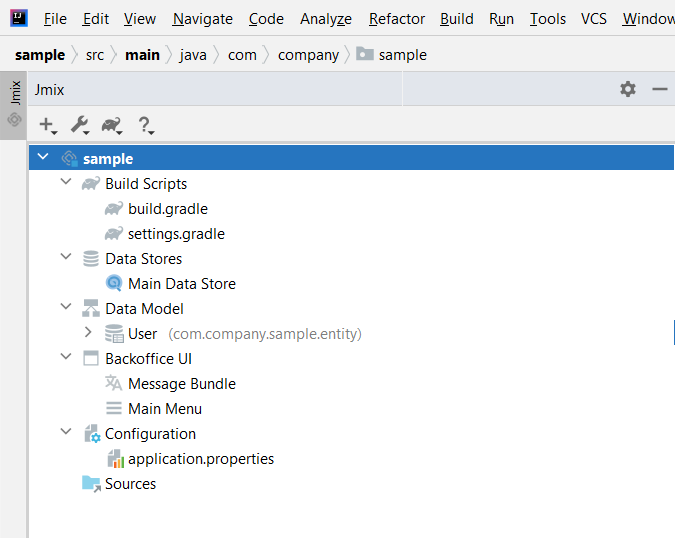 IJ File Edit View Navigate Code Analyze Refactor Build Run Tools VCS Window
sample src main java com company sample
Jmix
Jmix
?
sample
Build Scripts
build.gradle
settings.gradle
Data Stores
Main Data Store
Data Model
User (com.company.sample.entity)
Backoffice UI
Message Bundle
Main Menu
Configuration
application.properties
Sources